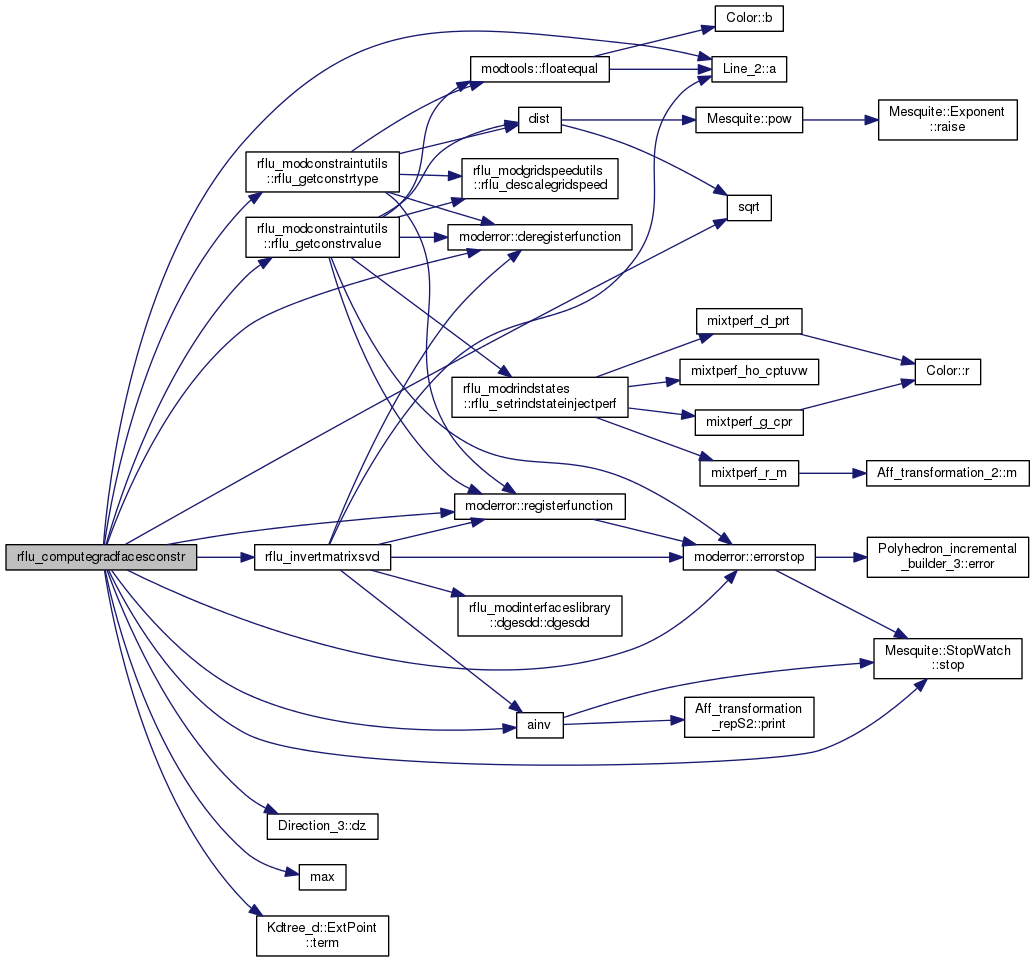 Color::b
modtools::floatequal
Line_2::a
dist
Mesquite::pow
Mesquite::Exponent
::raise
rflu_modconstraintutils
::rflu_getconstrtype
rflu_modgridspeedutils
::rflu_descalegridspeed
sqrt
rflu_modconstraintutils
::rflu_getconstrvalue
moderror::deregisterfunction
mixtperf_d_prt
mixtperf_ho_cptuvw
Color::r
rflu_modrindstates
::rflu_setrindstateinjectperf
mixtperf_g_cpr
mixtperf_r_m
Aff_transformation_2::m
moderror::registerfunction
rflu_computegradfacesconstr
rflu_invertmatrixsvd
moderror::errorstop
Polyhedron_incremental
_builder_3::error
rflu_modinterfaceslibrary
::dgesdd::dgesdd
Mesquite::StopWatch
::stop
ainv
Aff_transformation
_repS2::print
Direction_3::dz
max
Kdtree_d::ExtPoint
::term